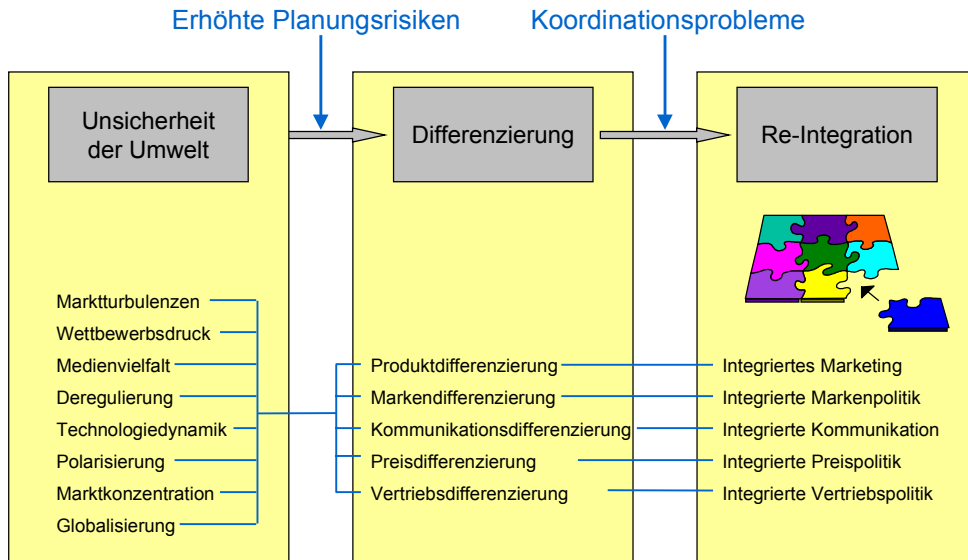 Erhöhte Planungsrisiken
Koordinationsprobleme
Unsicherheit
der Umwelt
Differenzierung
Re-Integration
Marktturbulenzen
Wettbewerbsdruck
Medienvielfalt
Deregulierung
Technologiedynamik
Polarisierung
Marktkonzentration
Globalisierung
Produktdifferenzierung
Markendifferenzierung
Kommunikationsdifferenzierung
Preisdifferenzierung
Vertriebsdifferenzierung
Integriertes Marketing
Integrierte Markenpolitik
Integrierte Kommunikation
Integrierte Preispolitik
Integrierte Vertriebspolitik